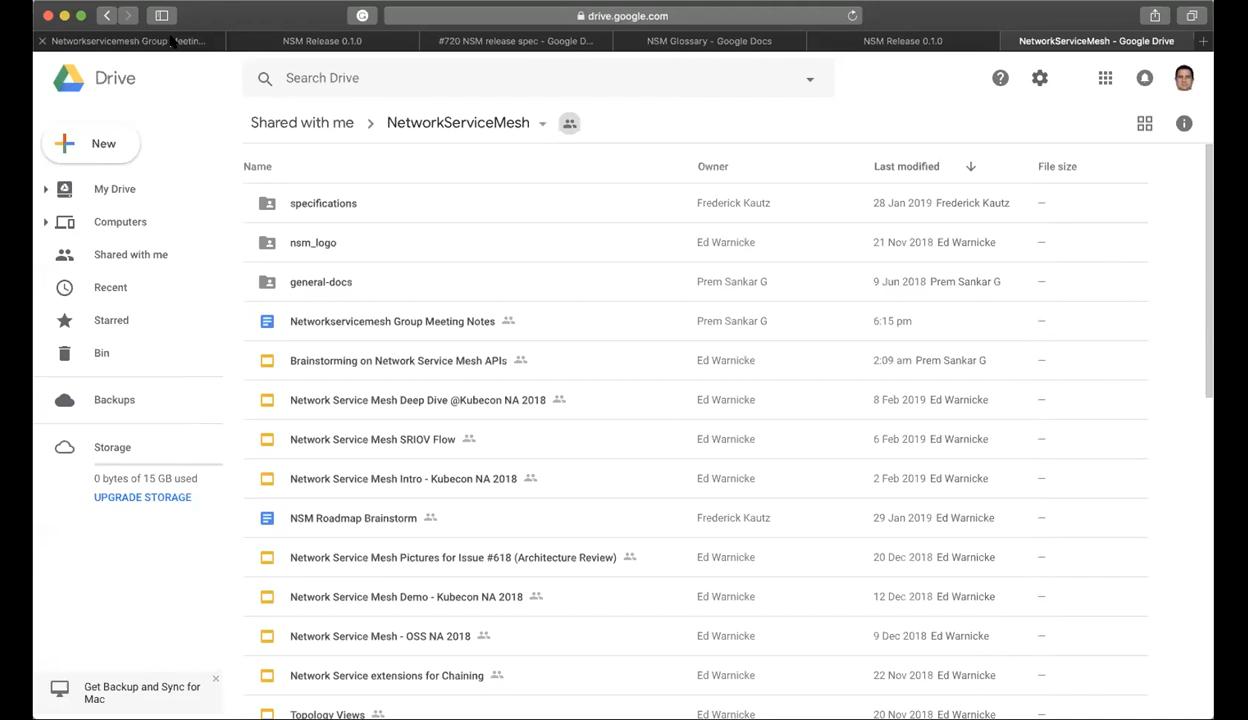 drive.google.com
Networkservicemesh Group Meetin... NSM Release 0.1.0 #720 NSM release spec - Google D... NSM Glossary - Google Docs NSM Release 0.1.0 NetworkServiceMesh - Google Drive
Drive
Search Drive
Shared with me NetworkServiceMesh
New
Name Owner Last modified File size
My Drive
Computers
Shared with me
Recent
Starred
Bin
Backups
Storage
0 bytes of 15 GB used
UPGRADE STORAGE
specifications Frederick Kautz 28 Jan 2019 Frederick Kautz —
nsm_logo Ed Warnicke 21 Nov 2018 Ed Warnicke —
general-docs Prem Sankar G 9 Jun 2018 Prem Sankar G —
Networkservicemesh Group Meeting Notes Prem Sankar G 6:15 pm —
Brainstorming on Network Service Mesh APIs Ed Warnicke 2:09 am Prem Sankar G —
Network Service Mesh Deep Dive @Kubecon NA 2018 Ed Warnicke 8 Feb 2019 Ed Warnicke —
Network Service Mesh SRIOV Flow Ed Warnicke 6 Feb 2019 Ed Warnicke —
Network Service Mesh Intro - Kubecon NA 2018 Ed Warnicke 2 Feb 2019 Ed Warnicke —
NSM Roadmap Brainstorm Frederick Kautz 29 Jan 2019 Ed Warnicke —
Network Service Mesh Pictures for Issue #618 (Architecture Review) Ed Warnicke 20 Dec 2018 Ed Warnicke —
Network Service Mesh Demo - Kubecon NA 2018 Ed Warnicke 12 Dec 2018 Ed Warnicke —
Network Service Mesh - OSS NA 2018 Ed Warnicke 9 Dec 2018 Ed Warnicke —
Network Service extensions for Chaining Ed Warnicke 22 Nov 2018 Ed Warnicke —
Topology Views Ed Warnicke 20 Nov 2018 Ed Warnicke —
Get Backup and Sync for
Mac